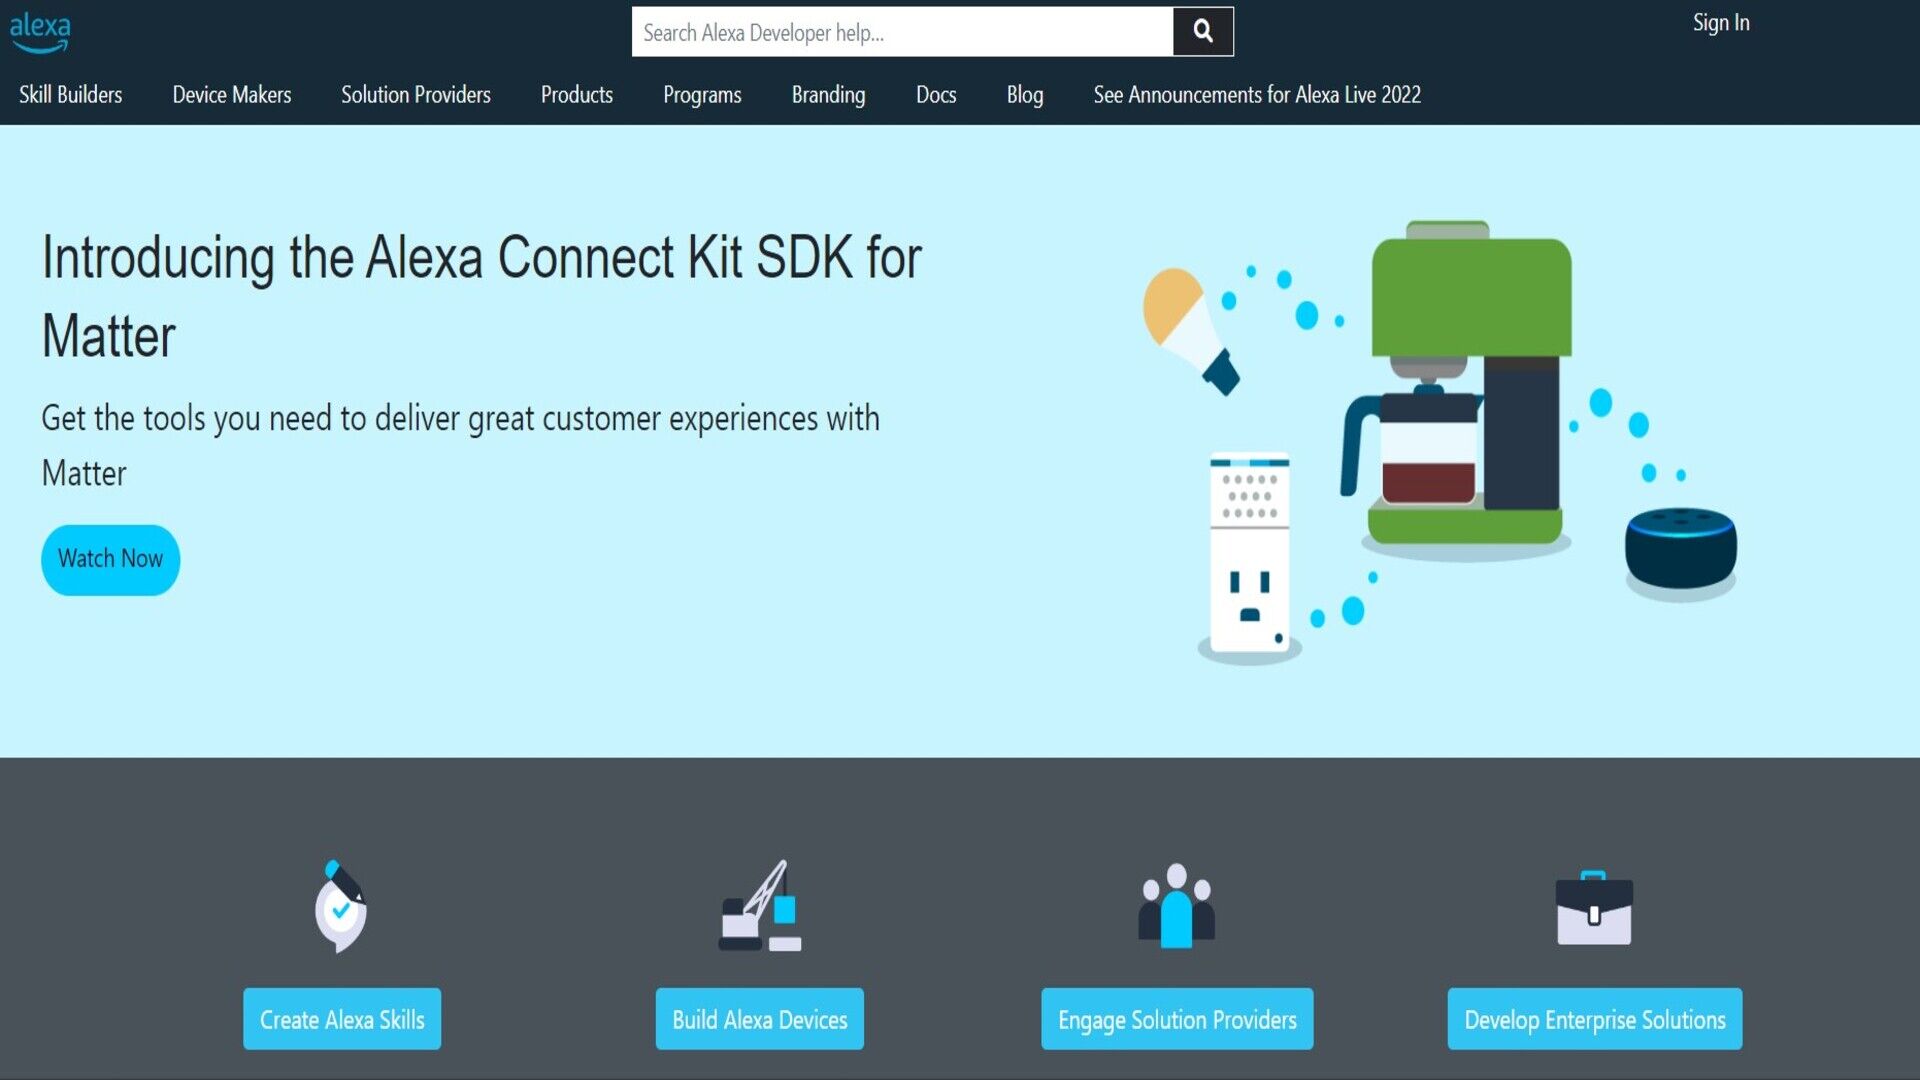 alexa
Search Alexa Developer help...
Sign In
Skill Builders
Device Makers
Solution Providers
Products
Programs
Branding
Docs
Blog
See Announcements for Alexa Live 2022
Introducing the Alexa Connect Kit SDK for
Matter
Get the tools you need to deliver great customer experiences with
Matter
Watch Now
Create Alexa Skills
Build Alexa Devices
Engage Solution Providers
Develop Enterprise Solutions